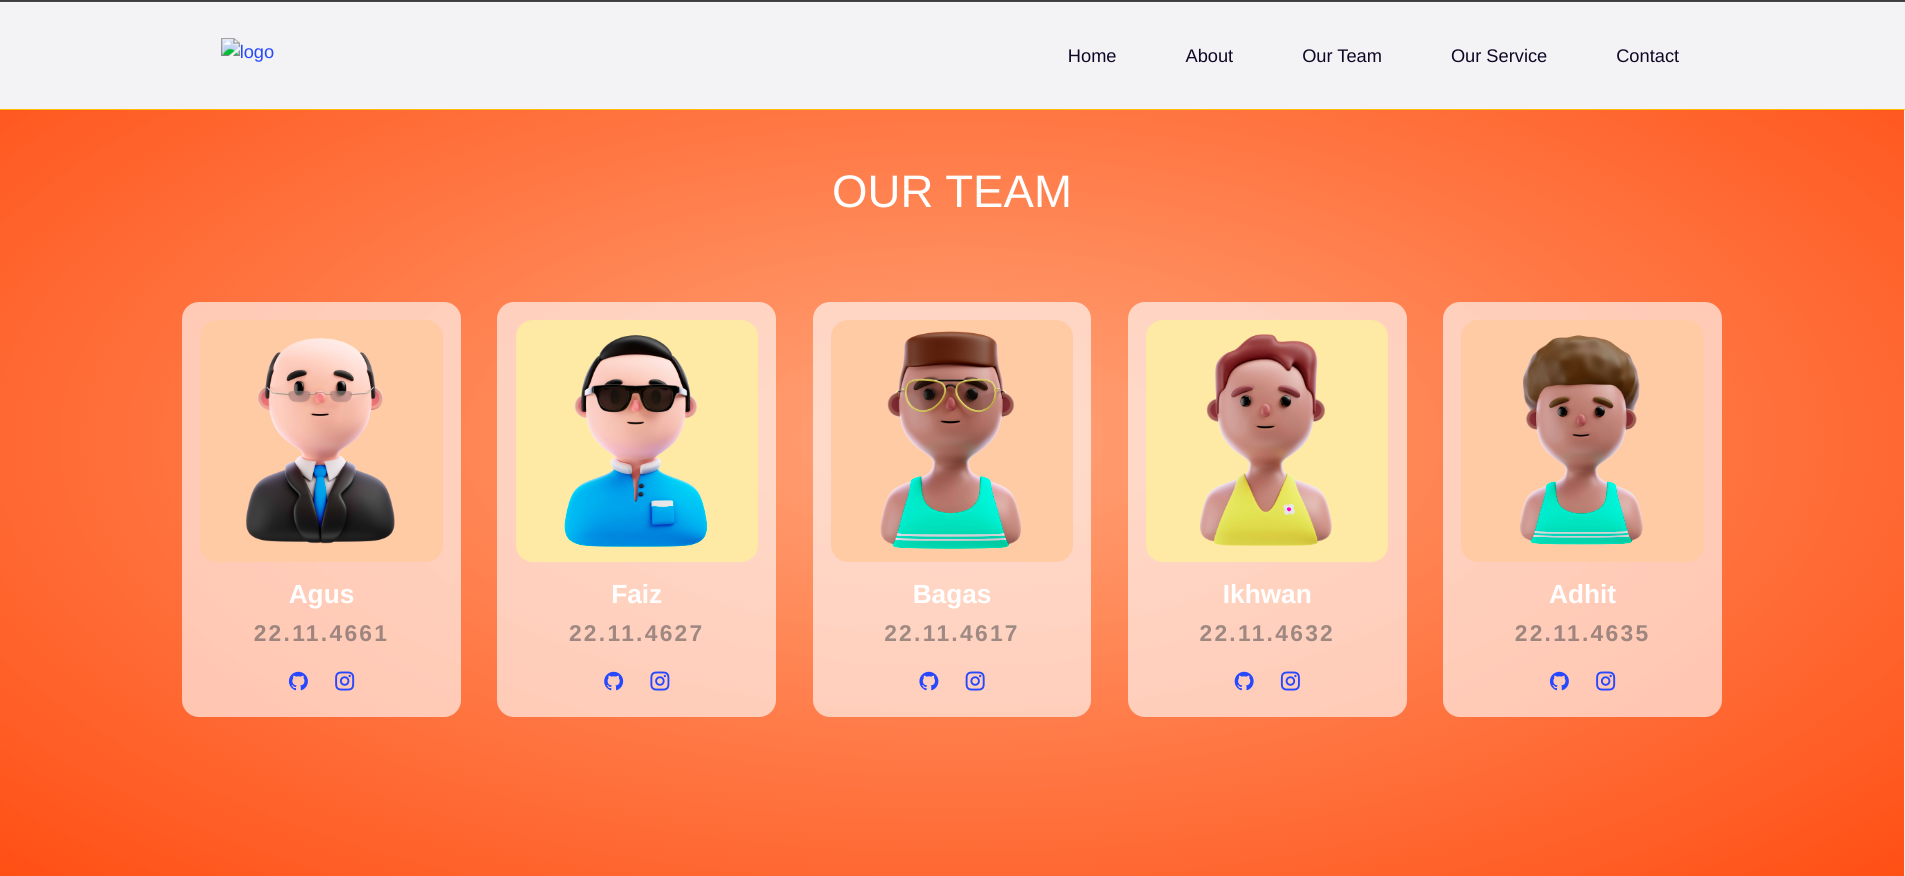 logo
Home About Our Team Our Service Contact
OUR TEAM
Agus Faiz Bagas Ikhwan Adhit
22.11.4661 22.11.4627 22.11.4617 22.11.4632 22.11.4635